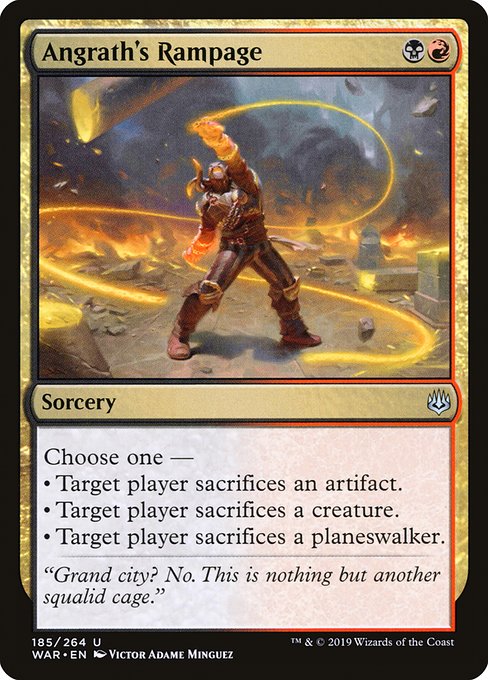 Angrath's Rampage
Sorcery
Choose one —
• Target player sacrifices an artifact.
• Target player sacrifices a creature.
• Target player sacrifices a planeswalker.
“Grand city? No. This is nothing but another
squalid cage.”
185/264 U
WAR • EN Victor Adame Minguez
™ & © 2019 Wizards of the Coast